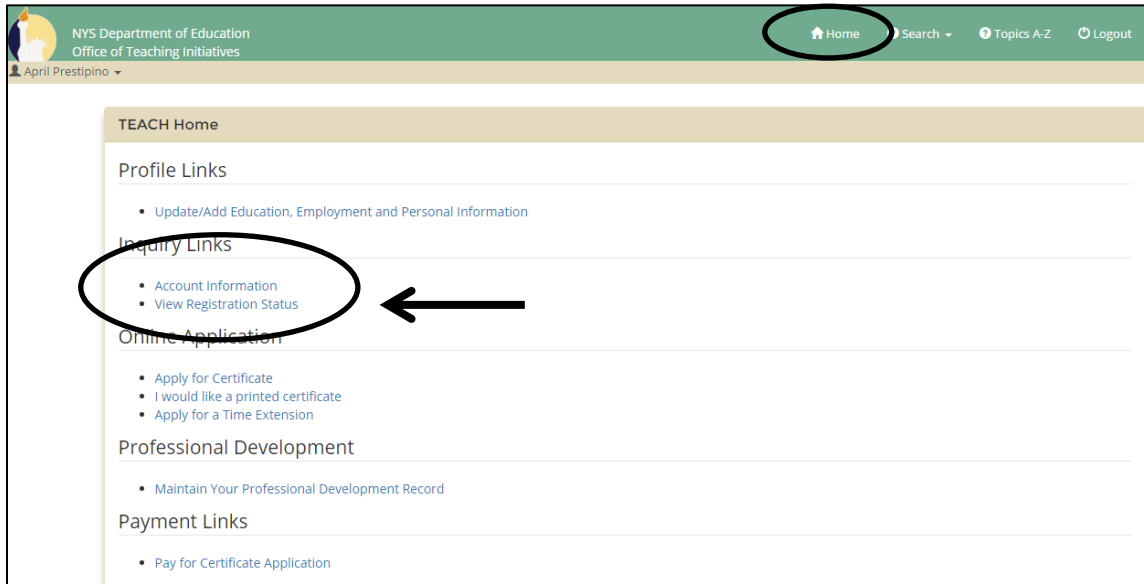 NYS Department of Education
Office of Teaching Initiatives
Home Search Topics A-Z Logout
April Prestipino
TEACH Home
Profile Links
Update/Add Education, Employment and Personal Information
Inquiry Links
Account Information
View Registration Status
Online Application
Apply for Certificate
I would like a printed certificate
Apply for a Time Extension
Professional Development
Maintain Your Professional Development Record
Payment Links
Pay for Certificate Application